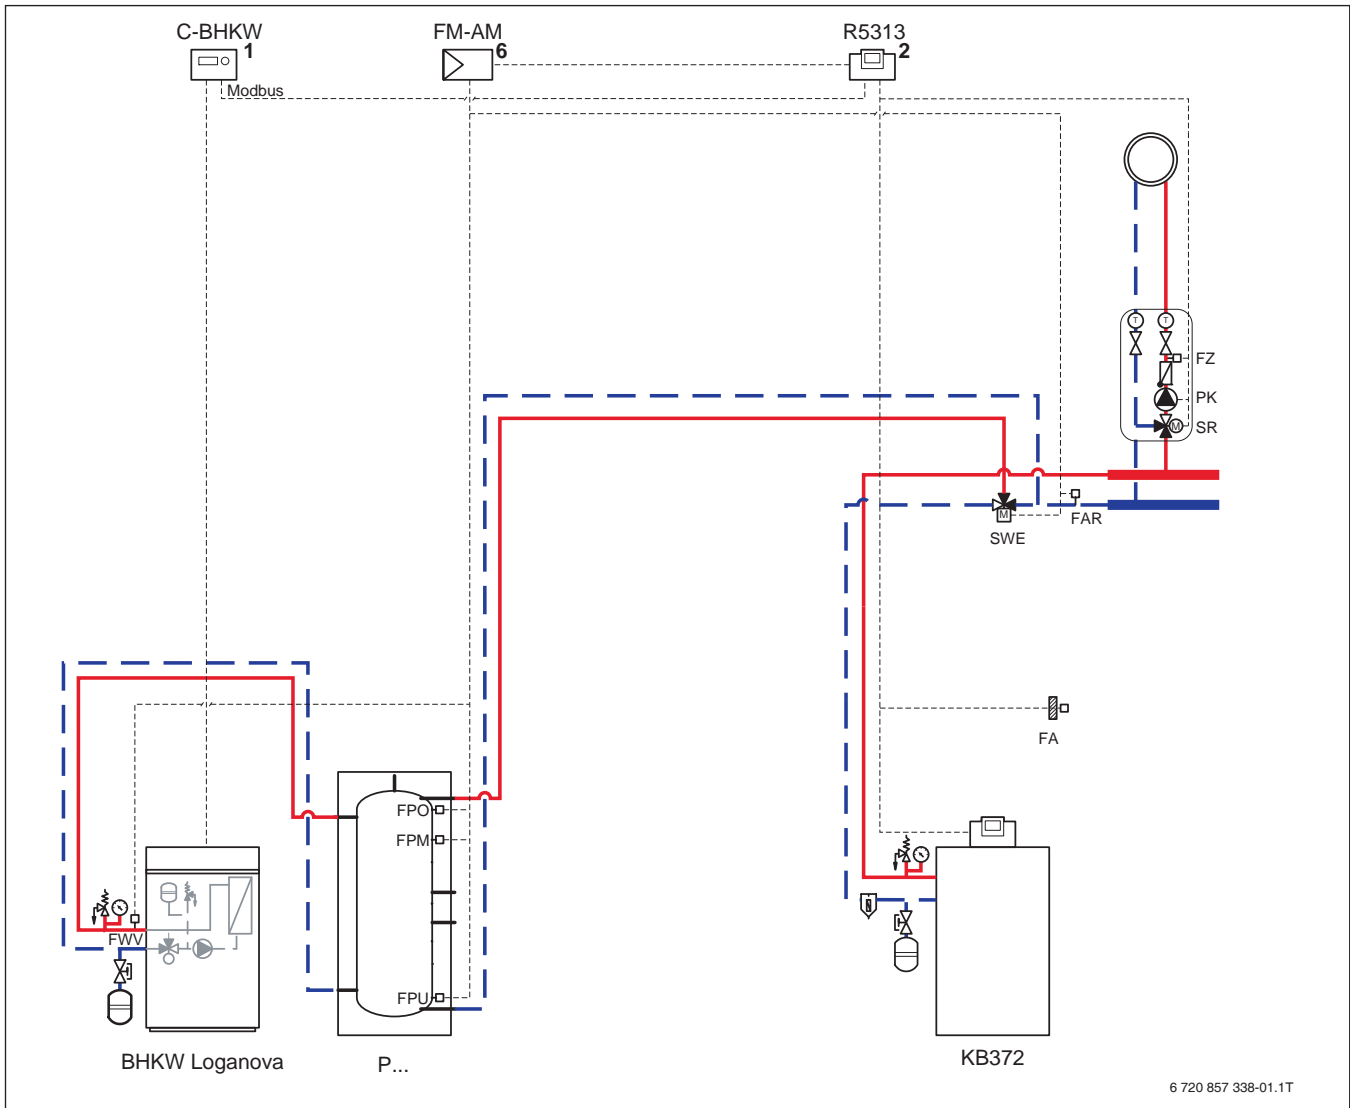 C-BHKW
1
FM-AM
6
R5313
2
Modbus
T
T
FZ
PK
M
SR
M
SWE
FAR
FA
FPO
FPM
FWV
FPU
BHKW Loganova
P...
KB372
6 720 857 338-01.1T